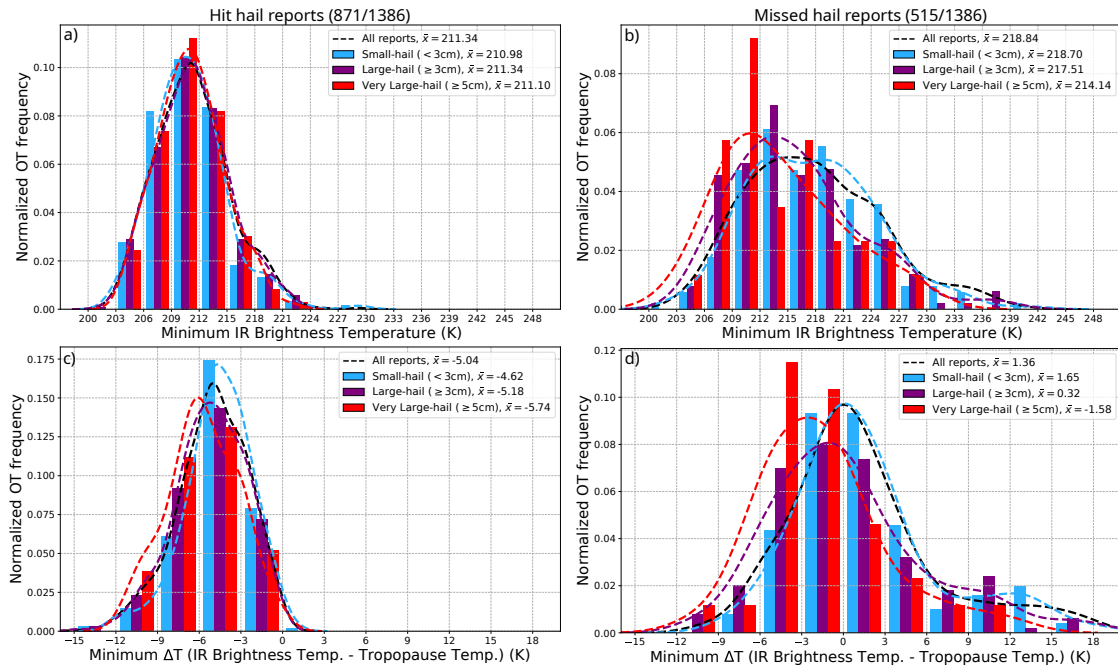 Hit hail reports (871/1386)
a)
All reports, x̄ = 211.34
Small-hail (< 3cm), x̄ = 210.98
Large-hail (≥ 3cm), x̄ = 211.34
Very Large-hail (≥ 5cm), x̄ = 211.10
Normalized OT frequency
0.10
0.08
0.06
0.04
0.02
0.00
200 203 206 209 212 215 218 221 224 227 230 233 236 239 242 245 248
Minimum IR Brightness Temperature (K)
Missed hail reports (515/1386)
b)
All reports, x̄ = 218.84
Small-hail (< 3cm), x̄ = 218.70
Large-hail (≥ 3cm), x̄ = 217.51
Very Large-hail (≥ 5cm), x̄ = 214.14
Normalized OT frequency
0.08
0.06
0.04
0.02
0.00
200 203 206 209 212 215 218 221 224 227 230 233 236 239 242 245 248
Minimum IR Brightness Temperature (K)
c)
All reports, x̄ = -5.04
Small-hail (< 3cm), x̄ = -4.62
Large-hail (≥ 3cm), x̄ = -5.18
Very Large-hail (≥ 5cm), x̄ = -5.74
Normalized OT frequency
0.175
0.150
0.125
0.100
0.075
0.050
0.025
0.000
−15 −12 −9 −6 −3 0 3 6 9 12 15 18
Minimum ΔT (IR Brightness Temp. - Tropopause Temp.) (K)
d)
All reports, x̄ = 1.36
Small-hail (< 3cm), x̄ = 1.65
Large-hail (≥ 3cm), x̄ = 0.32
Very Large-hail (≥ 5cm), x̄ = −1.58
Normalized OT frequency
0.12
0.10
0.08
0.06
0.04
0.02
0.00
−15 −12 −9 −6 −3 0 3 6 9 12 15 18
Minimum ΔT (IR Brightness Temp. - Tropopause Temp.) (K)